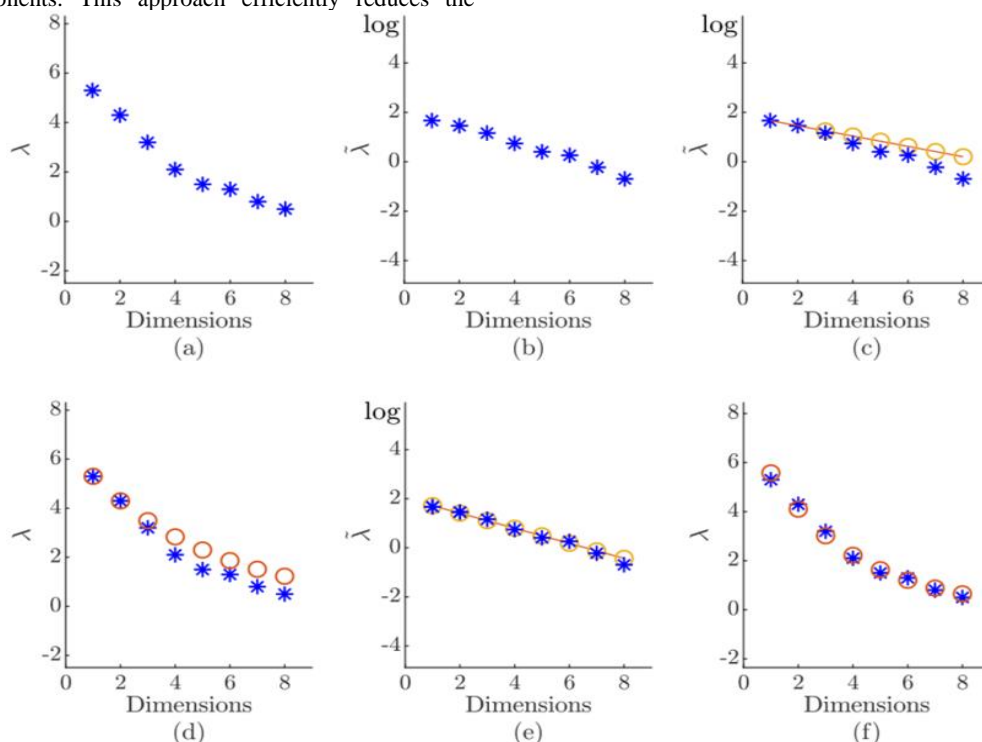 onents. This approach efficiently reduces the
8
6
4
2
0
-2
λ
0 2 4 6 8
Dimensions
(a)
log
4
2
0
-2
-4
λ̃
0 2 4 6 8
Dimensions
(b)
log
4
2
0
-2
-4
λ̃
0 2 4 6 8
Dimensions
(c)
8
6
4
2
0
-2
λ
0 2 4 6 8
Dimensions
(d)
log
4
2
0
-2
-4
λ̃
0 2 4 6 8
Dimensions
(e)
8
6
4
2
0
-2
λ
0 2 4 6 8
Dimensions
(f)